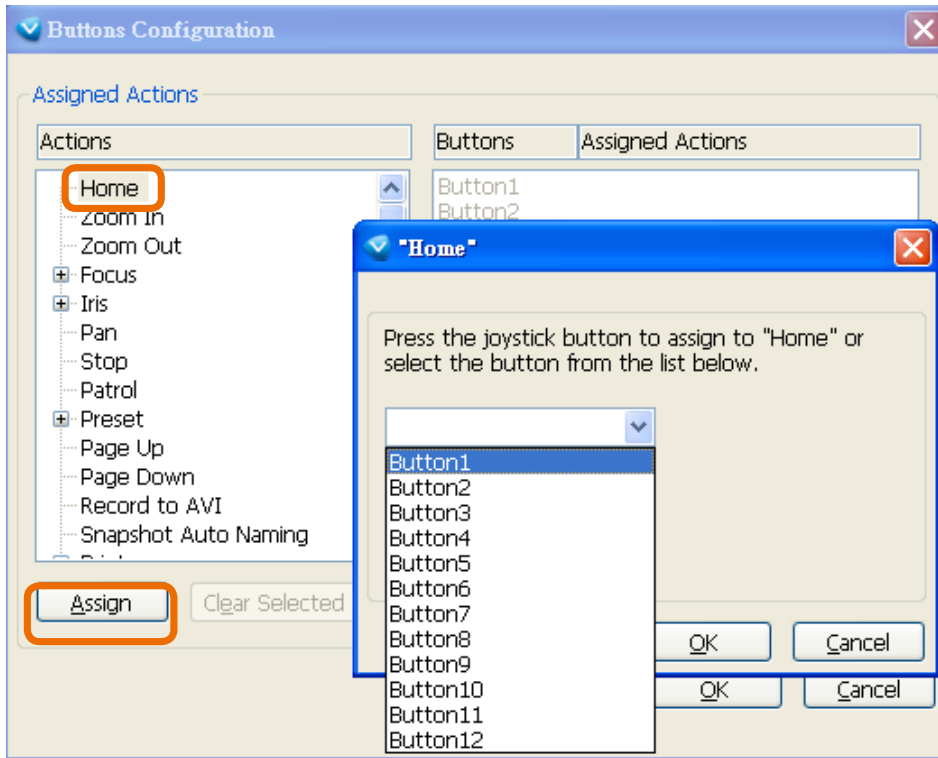 Buttons Configuration
Assigned Actions
Actions
Buttons
Assigned Actions
Home
Zoom In
Zoom Out
Focus
Iris
Pan
Stop
Patrol
Preset
Page Up
Page Down
Record to AVI
Snapshot Auto Naming
Button1
Button2
"Home"
Press the joystick button to assign to "Home" or
select the button from the list below.
Button1
Button2
Button3
Button4
Button5
Button6
Button7
Button8
Button9
Button10
Button11
Button12
OK
Cancel
Assign
Clear Selected
OK
Cancel